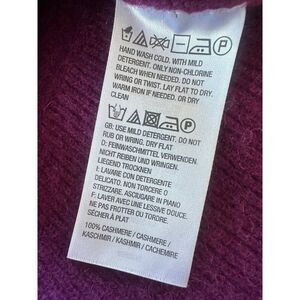 HAND WASH COLD. WITH MILD
DETERGENT. ONLY NON-CHLORINE
BLEACH WHEN NEEDED. DO NOT
WRING OR TWIST. LAY FLAT TO DRY.
WARM IRON IF NEEDED. OR DRY
CLEAN
GB: USE MILD DETERGENT. DO NOT
RUB OR WRING. DRY FLAT
D: FEINWASCHMITTEL VERWENDEN.
NICHT REIBEN UND WRINGEN.
LIEGEND TROCKNEN
I: LAVARE CON DETERGENTE
DELICATO. NON TORCERE O
STRIZZARE. ASCIUGARE IN PIANO
F: LAVER AVEC LESSIVE DOUCE.
NE PAS FROTTER OU TORDRE.
SÉCHER À PLAT
100% CASHMERE / CASHMERE /
KASCHMIR / KASHMIR / CACHEMIRE